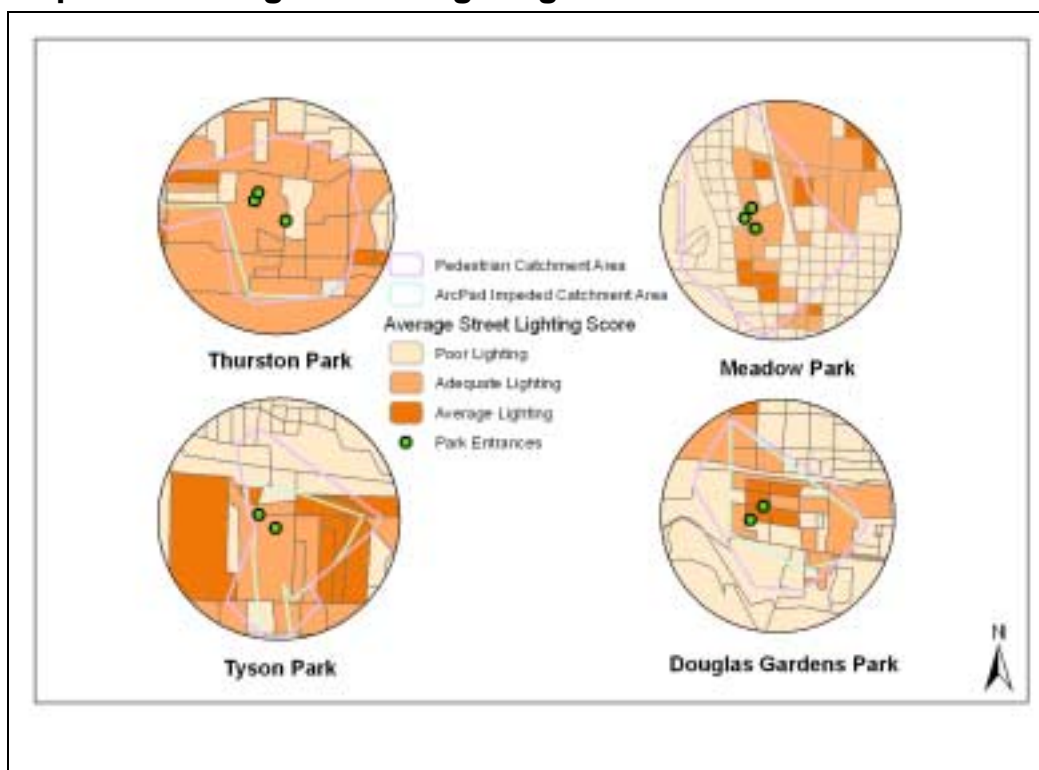 Thurston Park
Meadow Park
Pedestrian Catchment Area
ArcPad Impeded Catchment Area
Average Street Lighting Score
Poor Lighting
Adequate Lighting
Average Lighting
Park Entrances
Tyson Park
Douglas Gardens Park
N